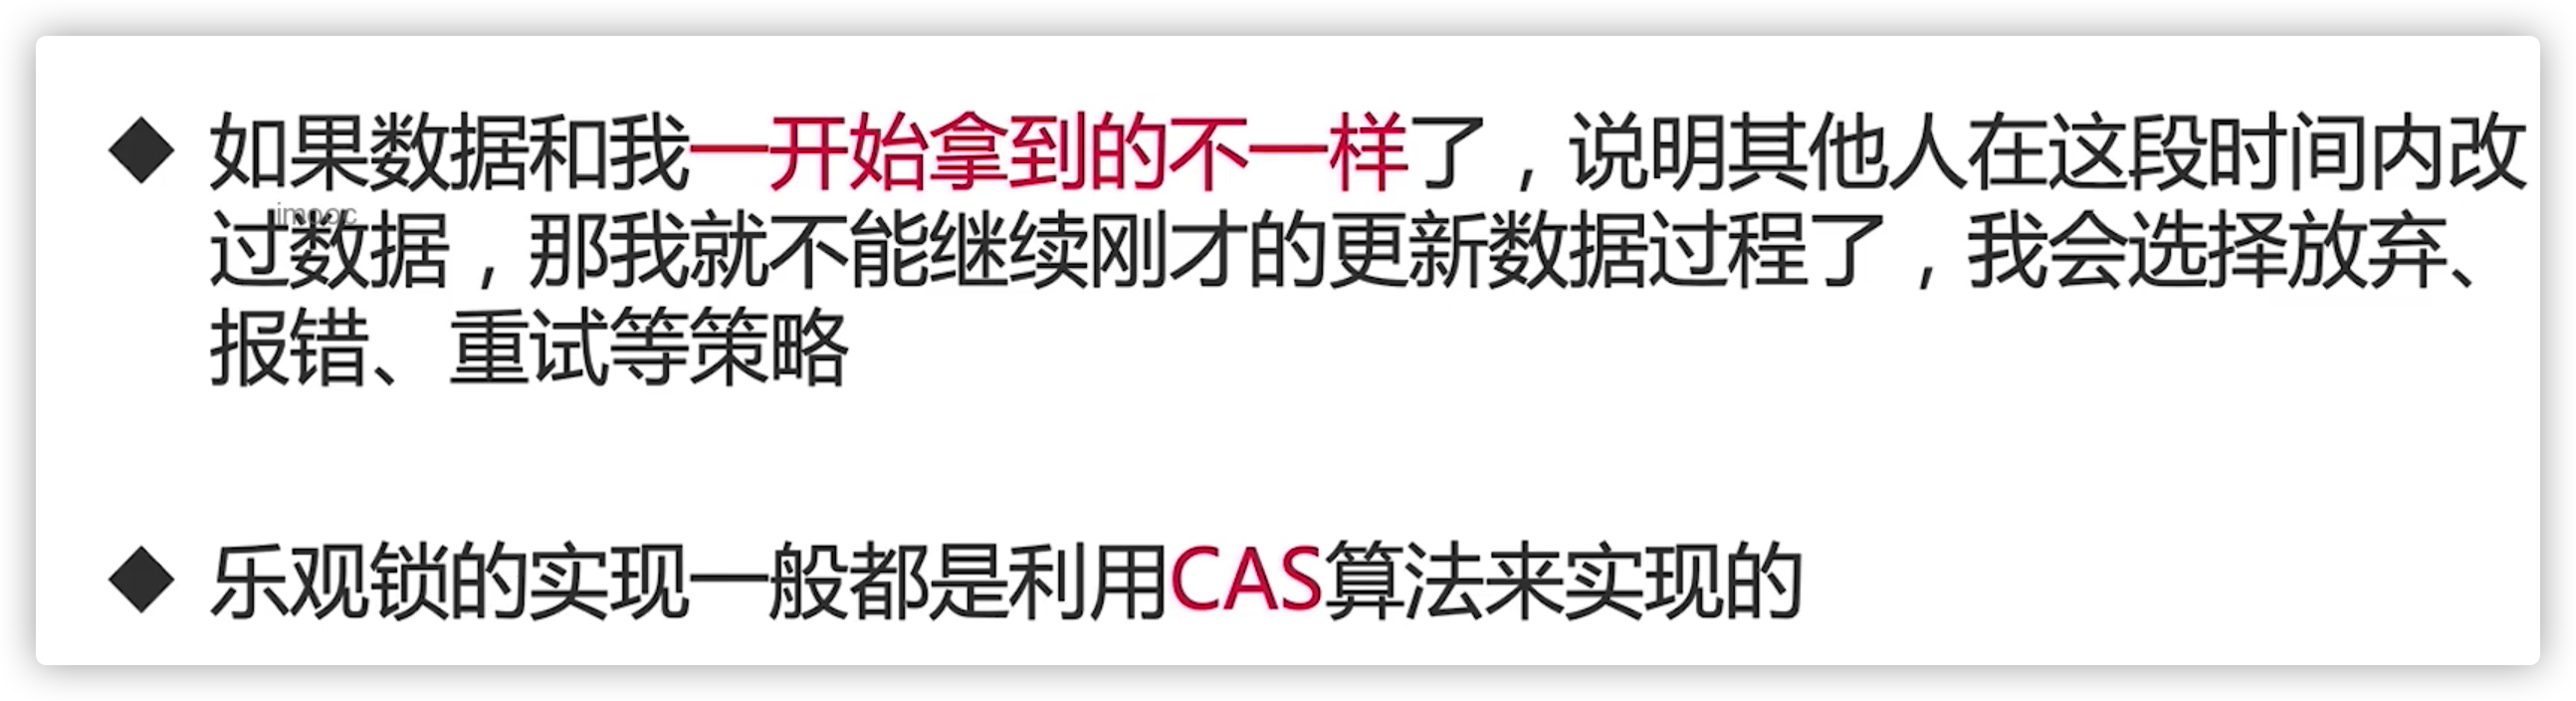 ◆ 如果数据和我一开始拿到的不一样了，说明其他人在这段时间内改
imooc
过数据，那我就不能继续刚才的更新数据过程了，我会选择放弃、
报错、重试等策略
◆ 乐观锁的实现一般都是利用CAS算法来实现的